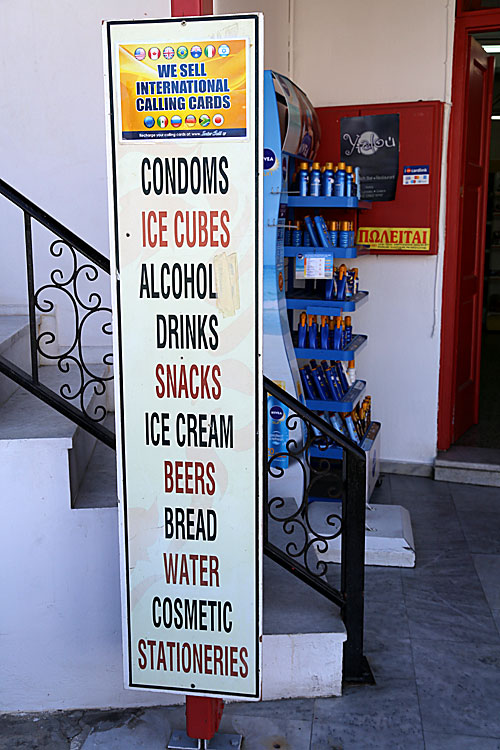 WE SELL
INTERNATIONAL
CALLING CARDS
CONDOMS
ICE CUBES
ALCOHOL
DRINKS
SNACKS
ICE CREAM
BEERS
BREAD
WATER
COSMETIC
STATIONERIES
NIVEA
ΠΩΛΕΙΤΑΙ
NIVEA